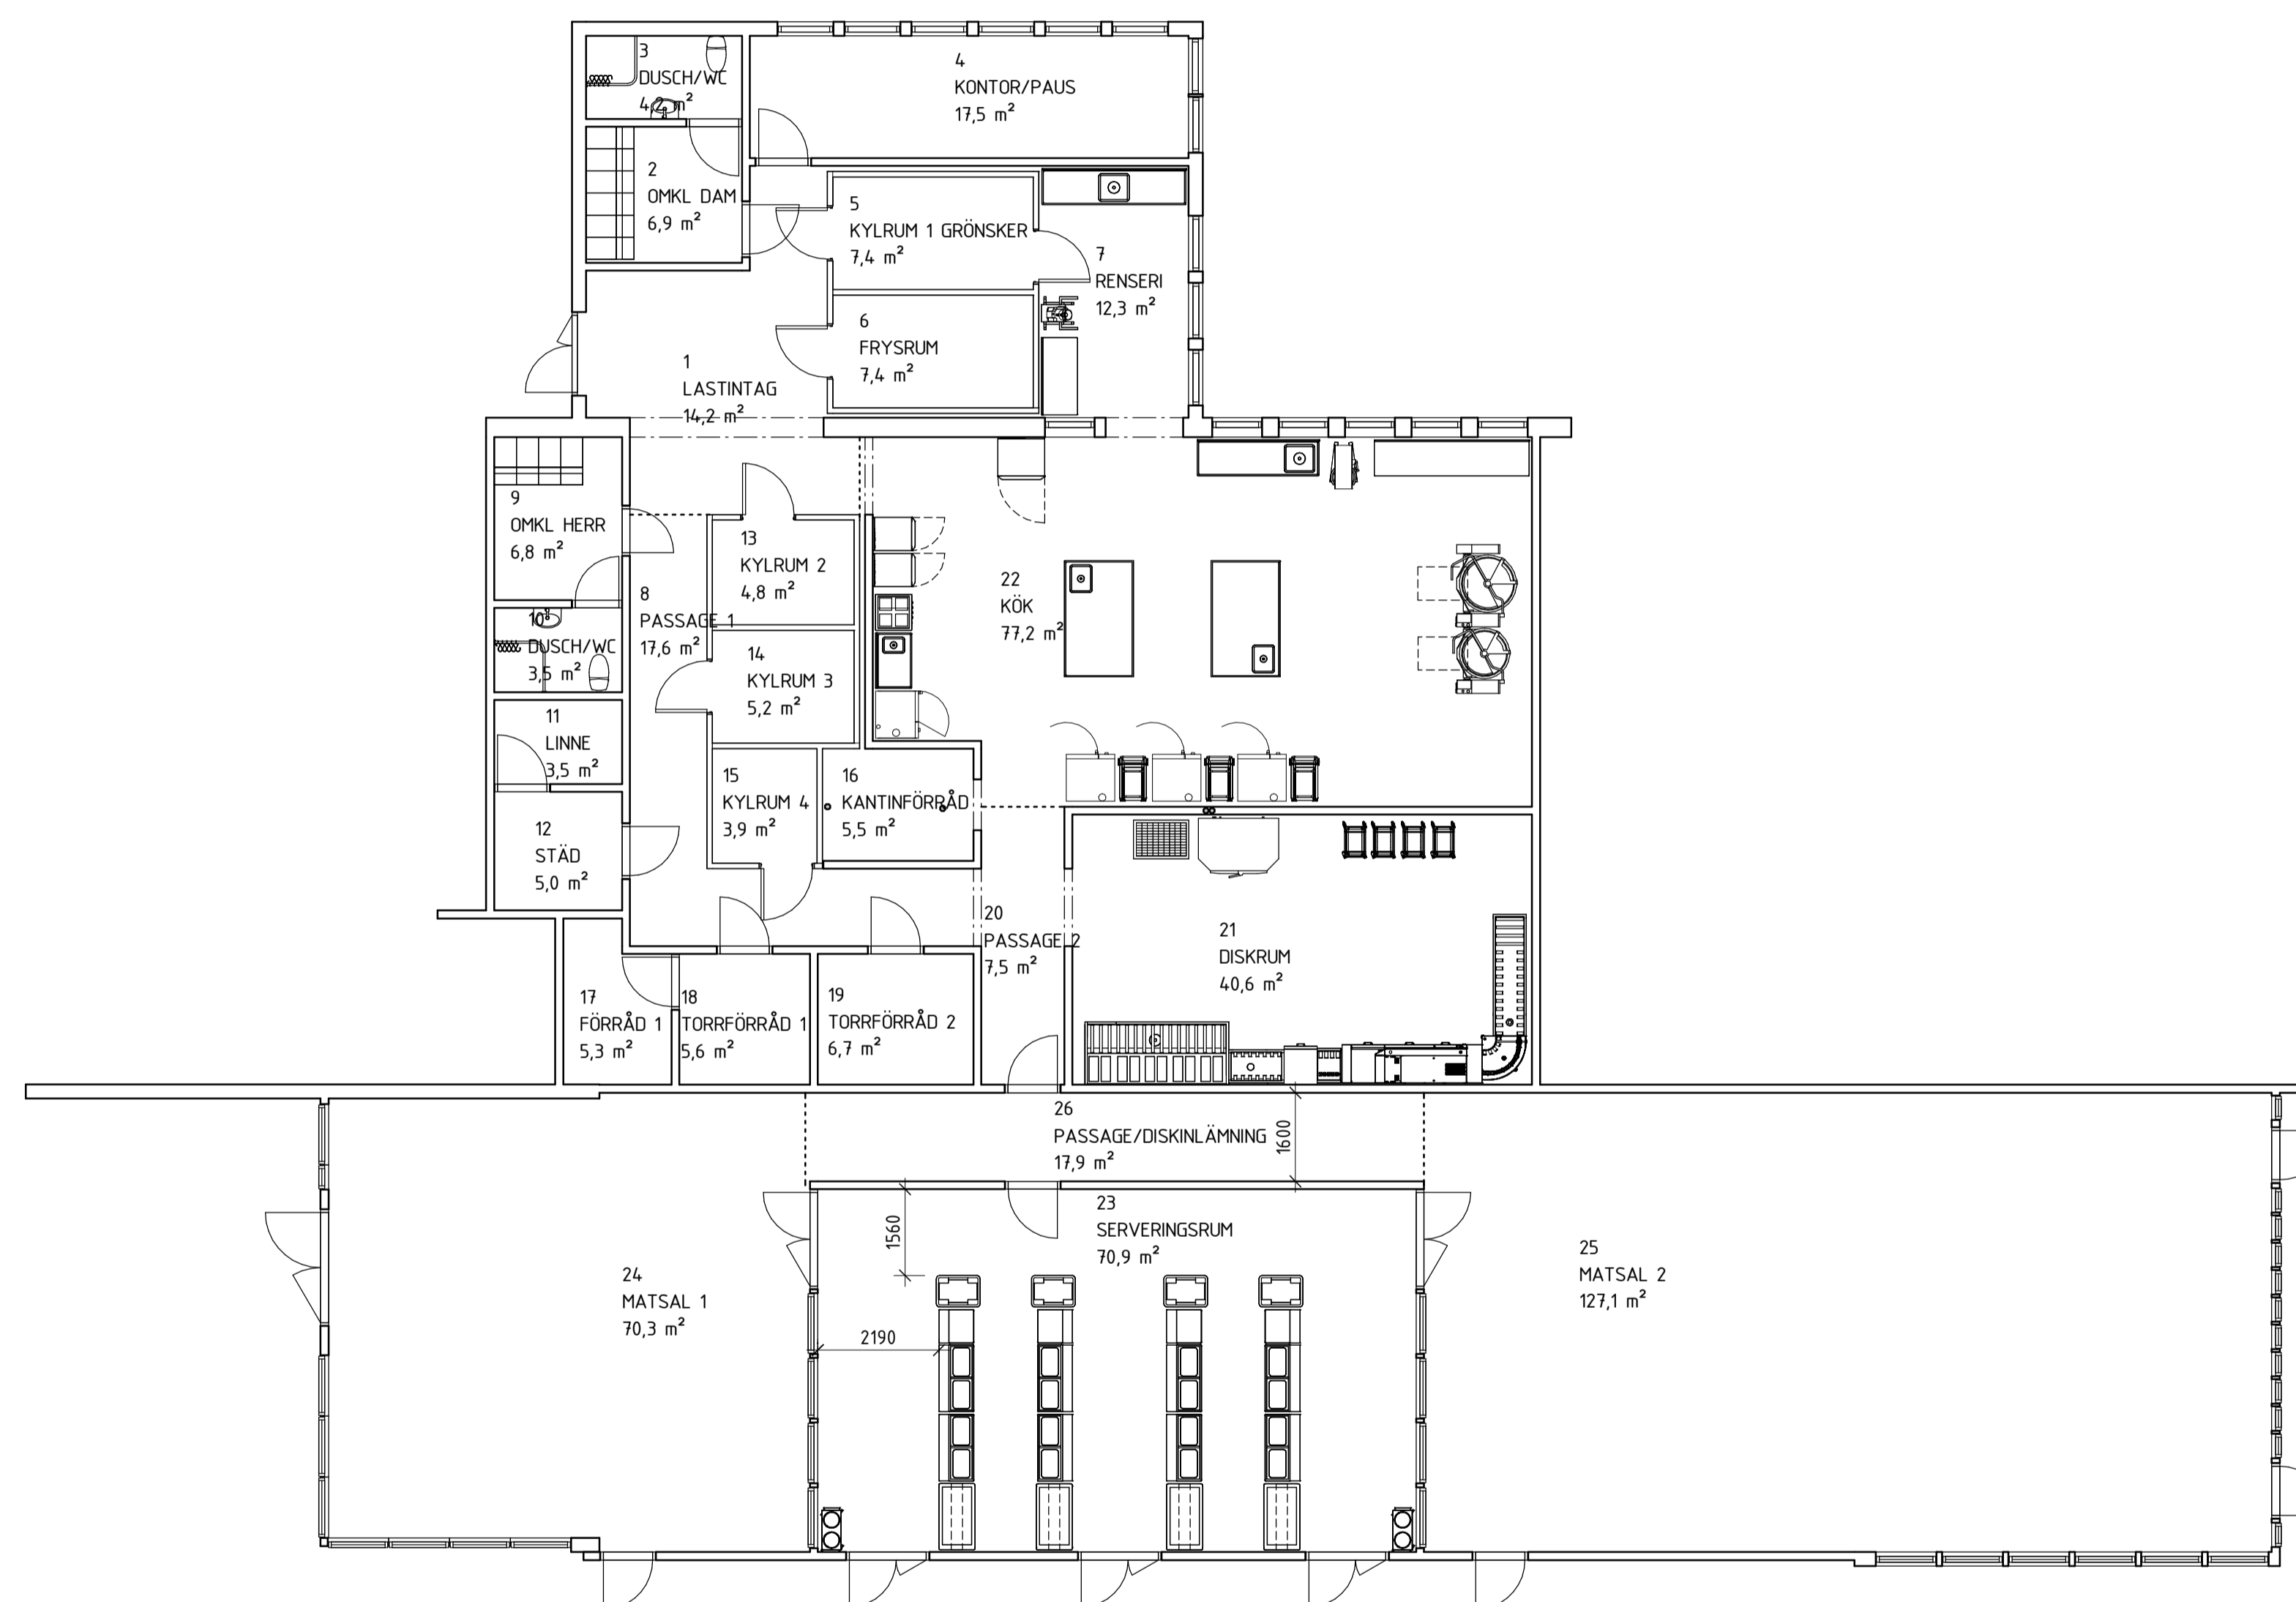 3
DUSCH/WC
4,2 m²
4
KONTOR/PAUS
17,5 m²
2
OMKL DAM
6,9 m²
5
KYLRUM 1 GRÖNSKER
7,4 m²
7
RENSERI
12,3 m²
6
FRYSRUM
7,4 m²
1
LASTINTAG
14,2 m²
9
OMKL HERR
6,8 m²
13
KYLRUM 2
4,8 m²
22
KÖK
77,2 m²
8
PASSAGE 1
17,6 m²
10
DUSCH/WC
3,5 m²
14
KYLRUM 3
5,2 m²
11
LINNE
3,5 m²
15
KYLRUM 4
3,9 m²
16
KANTINFÖRRÅD
5,5 m²
12
STÄD
5,0 m²
20
PASSAGE 2
7,5 m²
21
DISKRUM
40,6 m²
17
FÖRRÅD 1
5,3 m²
18
TORRFÖRRÅD 1
5,6 m²
19
TORRFÖRRÅD 2
6,7 m²
26
PASSAGE/DISKINLÄMNING
17,9 m²
1600
23
SERVERINGSRUM
70,9 m²
1560
24
MATSAL 1
70,3 m²
25
MATSAL 2
127,1 m²
2190